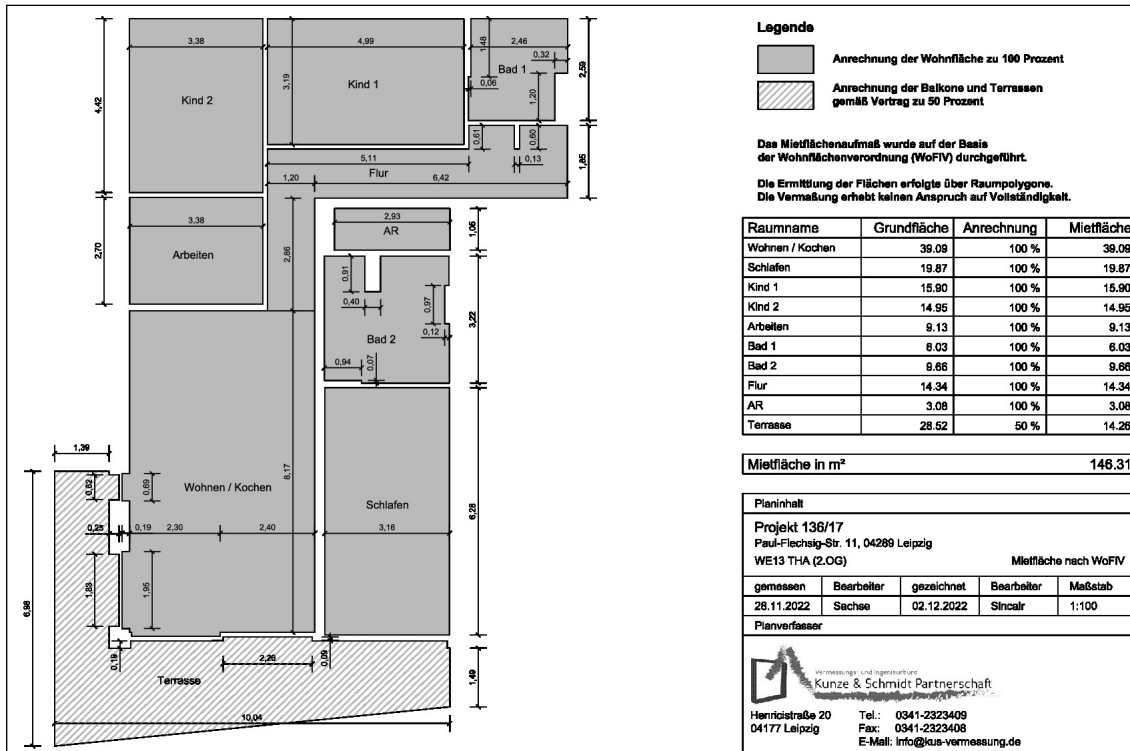 3,38
4,99
1,48
2,46
0,32
Bad 1
2,59
Kind 1
3,19
0,06
Kind 2
4,42
1,20
0,61
0,60
5,11
0,13
1,85
Flur
1,20
6,42
3,38
2,93
1,05
AR
2,70
Arbeiten
2,86
0,91
0,40
0,97
3,22
0,12
Bad 2
0,94
0,07
1,39
0,82
0,69
Wohnen / Kochen
8,17
Schlafen
6,28
0,25
0,19
2,30
2,40
3,16
1,83
1,95
6,98
0,19
2,26
0,09
1,49
Terrasse
10,04
Legende
Anrechnung der Wohnfläche zu 100 Prozent
Anrechnung der Balkone und Terrassen
gemäß Vertrag zu 50 Prozent
Das Mietflächenaufmaß wurde auf der Basis
der Wohnflächenverordnung (WoFlV) durchgeführt.
Die Ermittlung der Flächen erfolgte über Raumpolygone.
Die Vermaßung erhebt keinen Anspruch auf Vollständigkeit.
Raumname Grundfläche Anrechnung Mietfläche
Wohnen / Kochen 39.09 100 % 39.09
Schlafen 19.87 100 % 19.87
Kind 1 15.90 100 % 15.90
Kind 2 14.95 100 % 14.95
Arbeiten 9.13 100 % 9.13
Bad 1 6.03 100 % 6.03
Bad 2 9.66 100 % 9.66
Flur 14.34 100 % 14.34
AR 3.08 100 % 3.08
Terrasse 28.52 50 % 14.26
Mietfläche in m² 146.31
Planinhalt
Projekt 136/17
Paul-Flechsig-Str. 11, 04289 Leipzig
WE13 THA (2.OG) Mietfläche nach WoFlV
gemessen Bearbeiter gezeichnet Bearbeiter Maßstab
28.11.2022 Sachse 02.12.2022 Sincair 1:100
Planverfasser
Vermessungs- und Ingenieurbüro
Kunze & Schmidt Partnerschaft
Henricistraße 20 Tel.: 0341-2323409
04177 Leipzig Fax: 0341-2323408
E-Mail: info@kus-vermessung.de